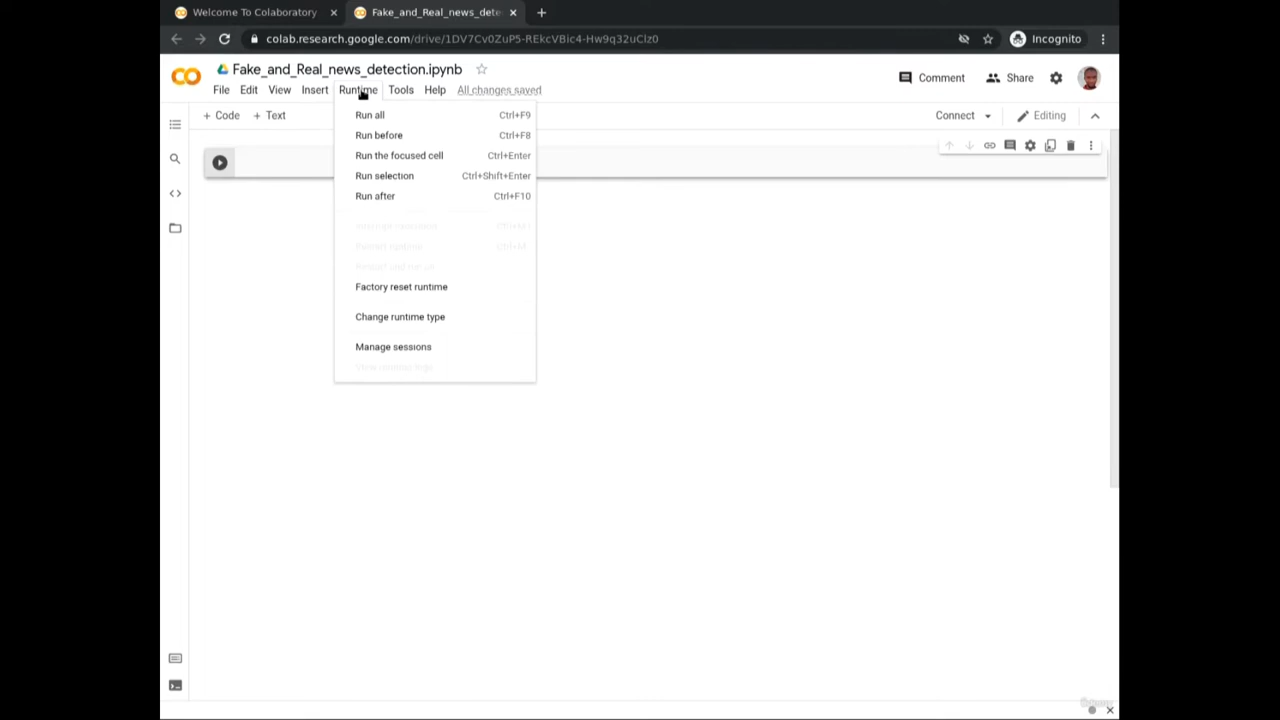 Welcome To Colaboratory
Fake_and_Real_news_dete
colab.research.google.com/drive/1DV7Cv0ZuP5-REkcVBic4-Hw9q32uClz0
Incognito
Fake_and_Real_news_detection.ipynb
Comment
Share
File Edit View Insert Runtime Tools Help All changes saved
+ Code + Text
Connect
Editing
Run all Ctrl+F9
Run before Ctrl+F8
Run the focused cell Ctrl+Enter
Run selection Ctrl+Shift+Enter
Run after Ctrl+F10
Factory reset runtime
Change runtime type
Manage sessions